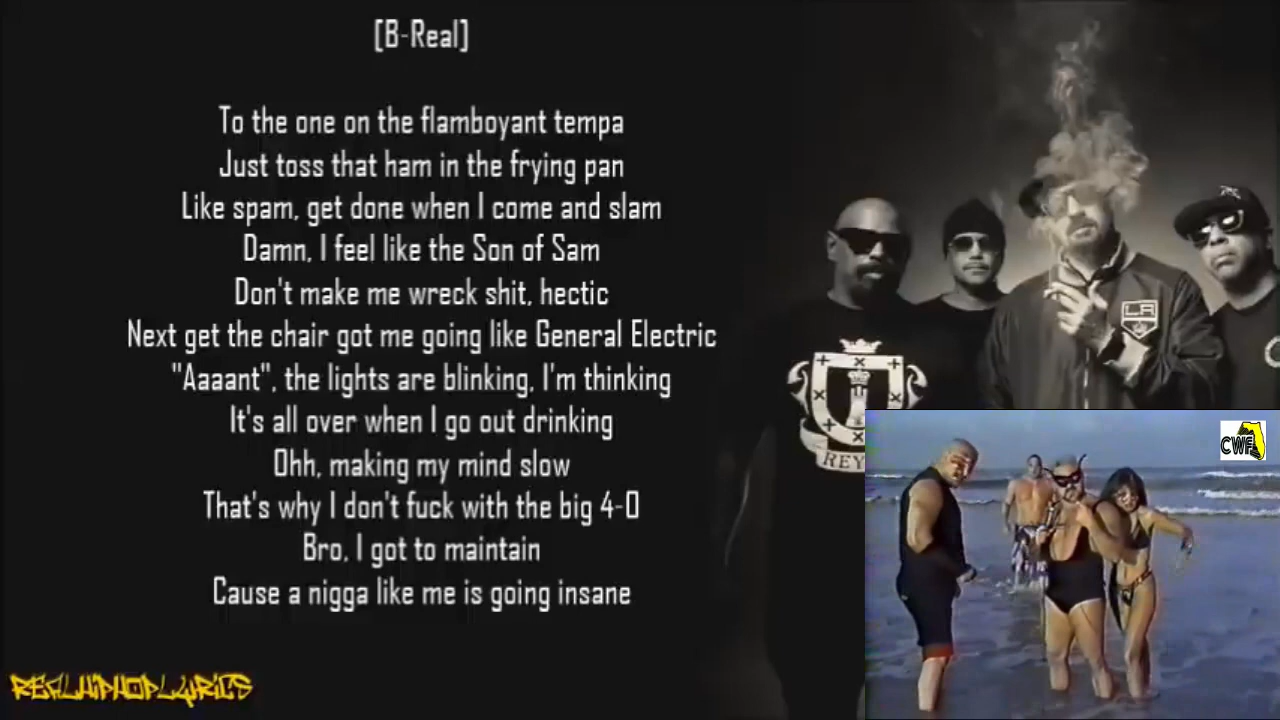 [B-Real]
To the one on the flamboyant tempa
Just toss that ham in the frying pan
Like spam, get done when I come and slam
Damn, I feel like the Son of Sam
Don't make me wreck shit, hectic
Next get the chair got me going like General Electric
"Aaaant", the lights are blinking, I'm thinking
It's all over when I go out drinking
Ohh, making my mind slow
That's why I don't fuck with the big 4-0
Bro, I got to maintain
Cause a nigga like me is going insane
LA
REY
CWF
REALHIPHOPLYRICS